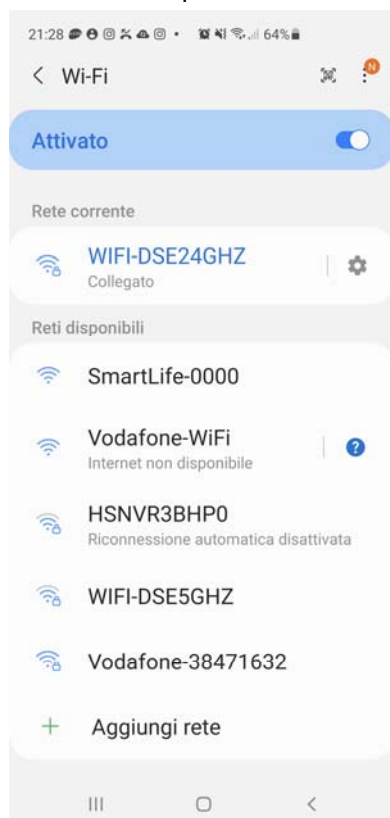 21:28 64%
Wi-Fi
N
Attivato
Rete corrente
WIFI-DSE24GHZ
Collegato
Reti disponibili
SmartLife-0000
Vodafone-WiFi
Internet non disponibile
?
HSNVR3BHP0
Riconnessione automatica disattivata
WIFI-DSE5GHZ
Vodafone-38471632
+ Aggiungi rete